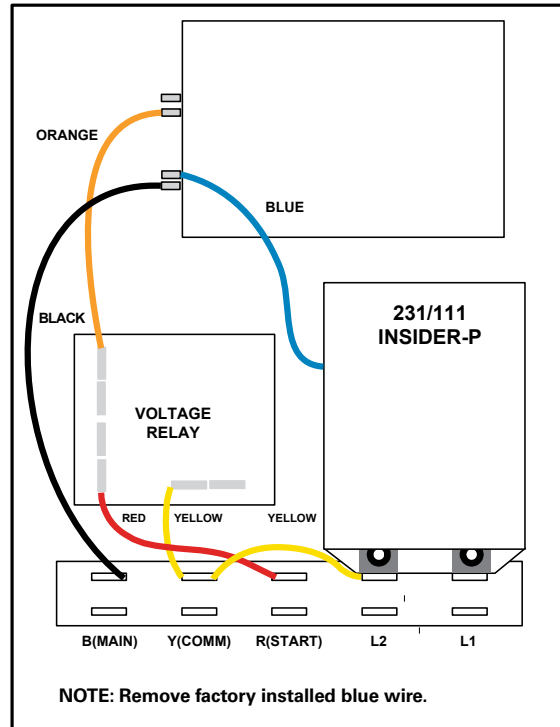 ORANGE
BLUE
BLACK
231/111
INSIDER-P
VOLTAGE
RELAY
RED YELLOW YELLOW
B(MAIN) Y(COMM) R(START) L2 L1
NOTE: Remove factory installed blue wire.